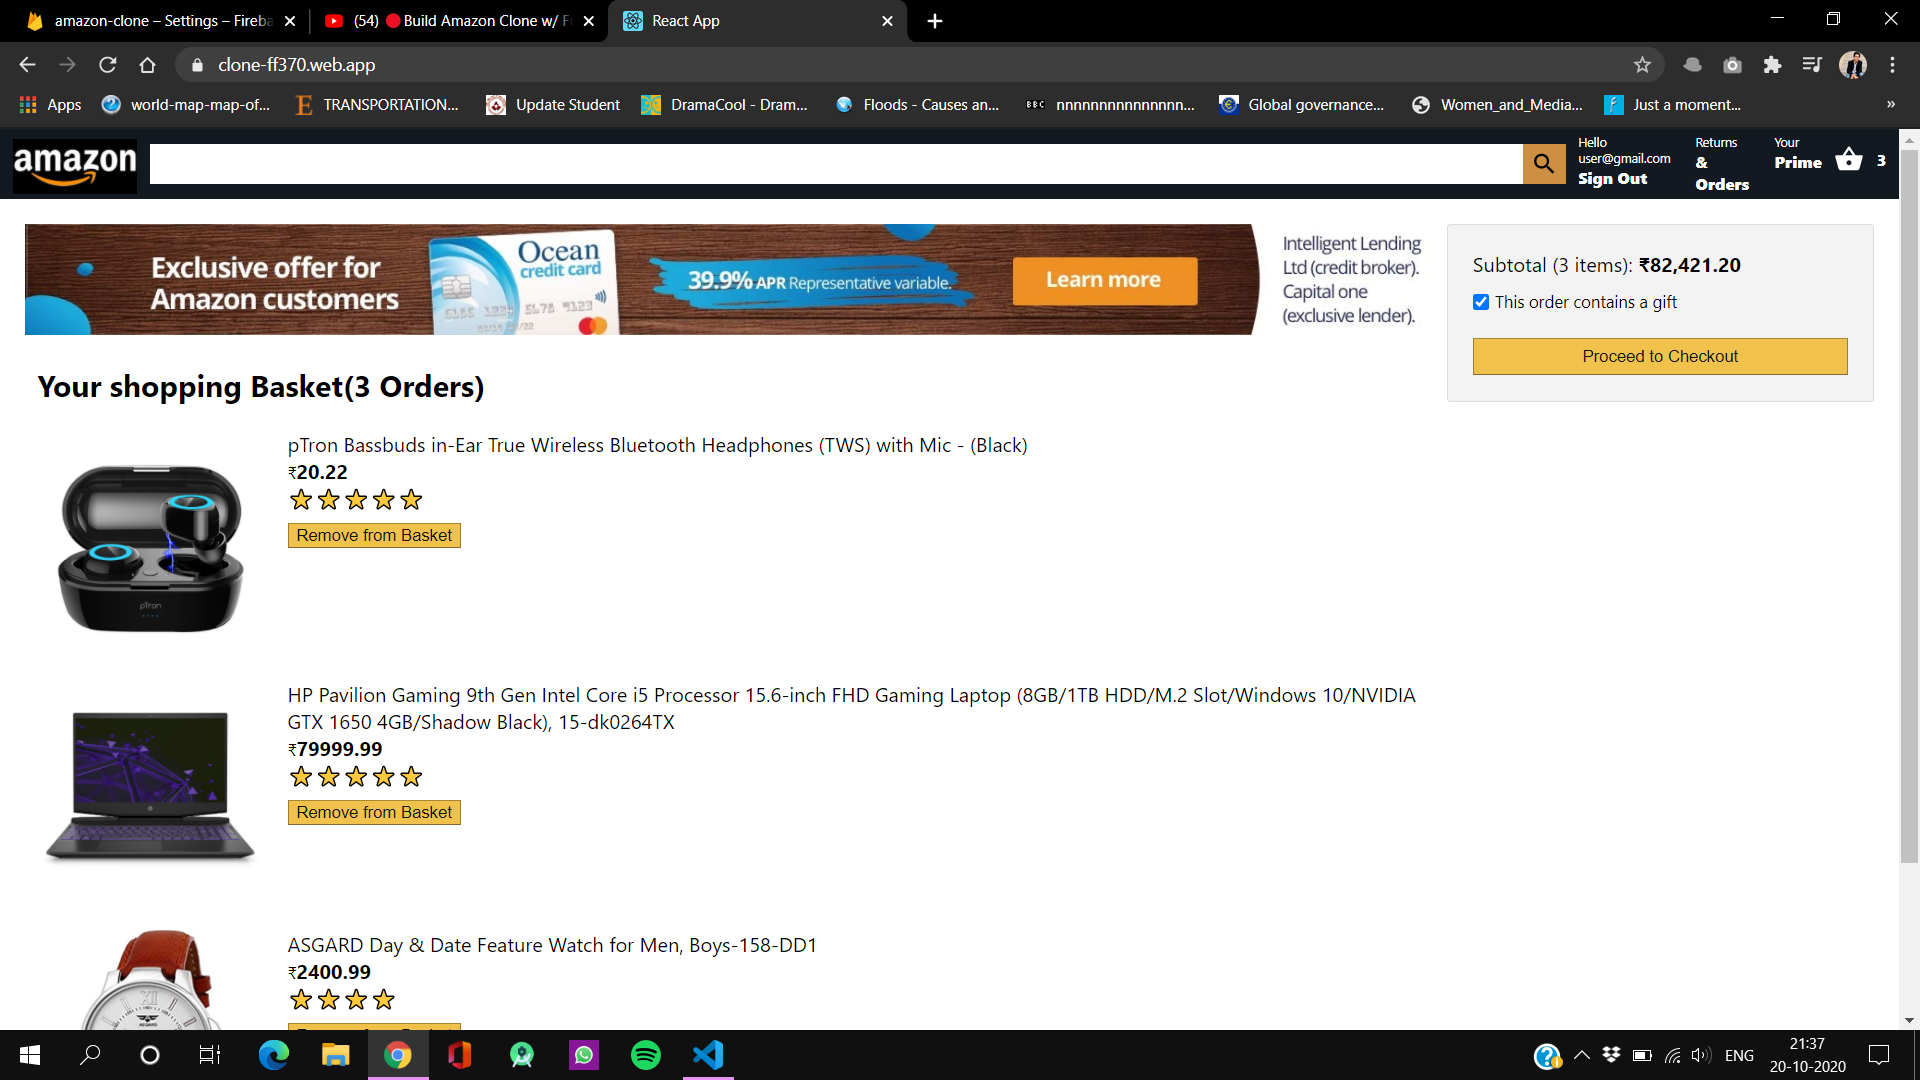 amazon-clone – Settings – Fireba
(54) 🔴Build Amazon Clone w/ F
React App
clone-ff370.web.app
Apps
world-map-map-of...
TRANSPORTATION...
Update Student
DramaCool - Dram...
Floods - Causes an...
BBC
nnnnnnnnnnnnnnn...
Global governance...
Women_and_Media...
Just a moment...
»
amazon
Hello
user@gmail.com
Sign Out
Returns
&
Orders
Your
Prime
3
Exclusive offer for
Amazon customers
Ocean
credit card
39.9% APR Representative variable.
Learn more
Intelligent Lending
Ltd (credit broker).
Capital one
(exclusive lender).
Subtotal (3 items): ₹82,421.20
This order contains a gift
Proceed to Checkout
Your shopping Basket(3 Orders)
pTron Bassbuds in-Ear True Wireless Bluetooth Headphones (TWS) with Mic - (Black)
₹20.22
Remove from Basket
pTron
HP Pavilion Gaming 9th Gen Intel Core i5 Processor 15.6-inch FHD Gaming Laptop (8GB/1TB HDD/M.2 Slot/Windows 10/NVIDIA
GTX 1650 4GB/Shadow Black), 15-dk0264TX
₹79999.99
Remove from Basket
ASGARD Day & Date Feature Watch for Men, Boys-158-DD1
₹2400.99
XI
ASGARD
ENG
21:37
20-10-2020